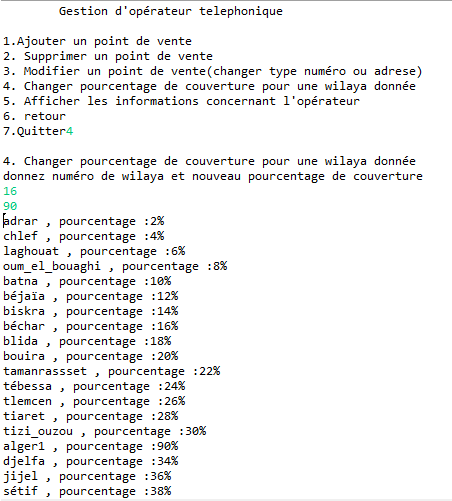 Gestion d'opérateur telephonique
1.Ajouter un point de vente
2. Supprimer un point de vente
3. Modifier un point de vente(changer type numéro ou adrese)
4. Changer pourcentage de couverture pour une wilaya donnée
5. Afficher les informations concernant l'opérateur
6. retour
7.Quitter4
4. Changer pourcentage de couverture pour une wilaya donnée
donnez numéro de wilaya et nouveau pourcentage de couverture
16
90
adrar , pourcentage :2%
chlef , pourcentage :4%
laghouat , pourcentage :6%
oum_el_bouaghi , pourcentage :8%
batna , pourcentage :10%
béjaïa , pourcentage :12%
biskra , pourcentage :14%
béchar , pourcentage :16%
blida , pourcentage :18%
bouira , pourcentage :20%
tamanrassset , pourcentage :22%
tébessa , pourcentage :24%
tlemcen , pourcentage :26%
tiaret , pourcentage :28%
tizi_ouzou , pourcentage :30%
alger1 , pourcentage :90%
djelfa , pourcentage :34%
jijel , pourcentage :36%
sétif , pourcentage :38%